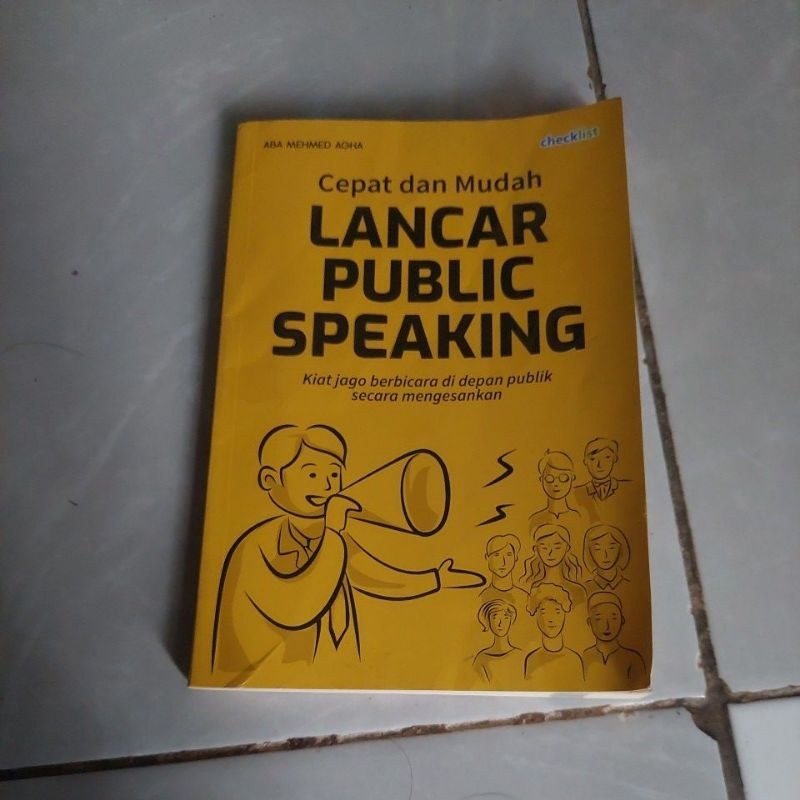 ABA MEHMED AGHA
checklist
Cepat dan Mudah
LANCAR
PUBLIC
SPEAKING
Kiat jago berbicara di depan publik
secara mengesankan